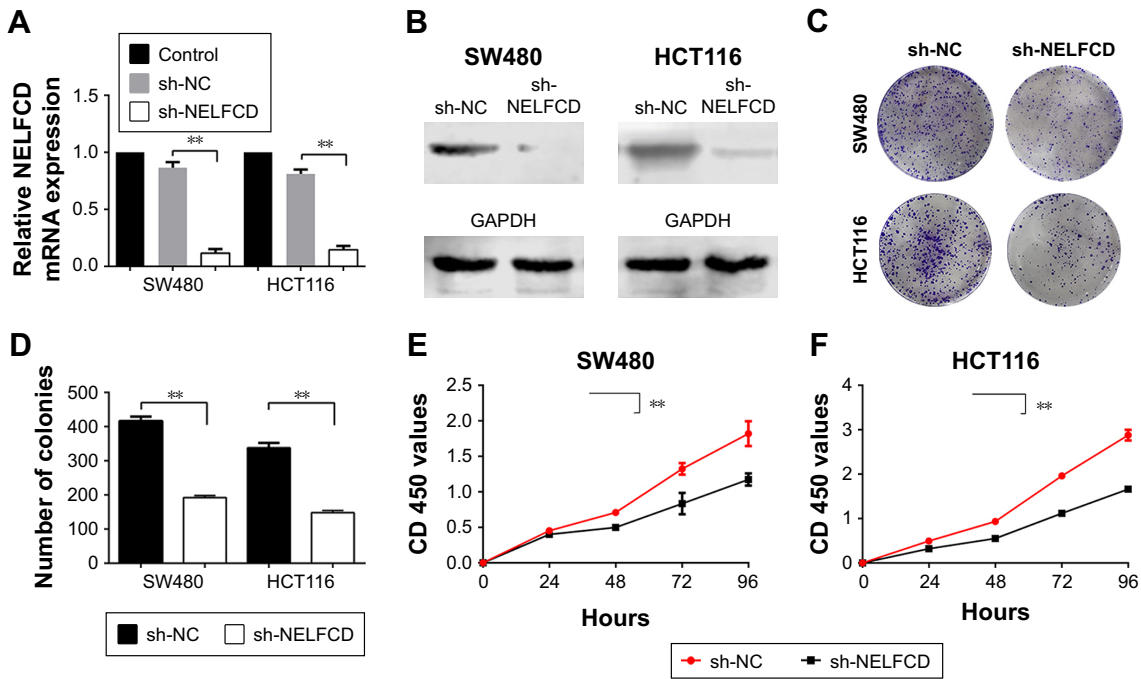 A
Control
sh-NC
sh-NELFCD
Relative NELFCD
mRNA expression
1.5
1.0
0.5
0.0
**
**
SW480
HCT116
B
SW480
HCT116
sh-NC
sh-
NELFCD
sh-NC
sh-
NELFCD
GAPDH
GAPDH
C
sh-NC
sh-NELFCD
SW480
HCT116
D
Number of colonies
500
400
300
200
100
0
**
**
SW480
HCT116
sh-NC
sh-NELFCD
E
SW480
CD 450 values
2.5
2.0
1.5
1.0
0.5
0.0
**
0
24
48
72
96
Hours
F
HCT116
CD 450 values
4
3
2
1
0
**
0
24
48
72
96
Hours
sh-NC
sh-NELFCD